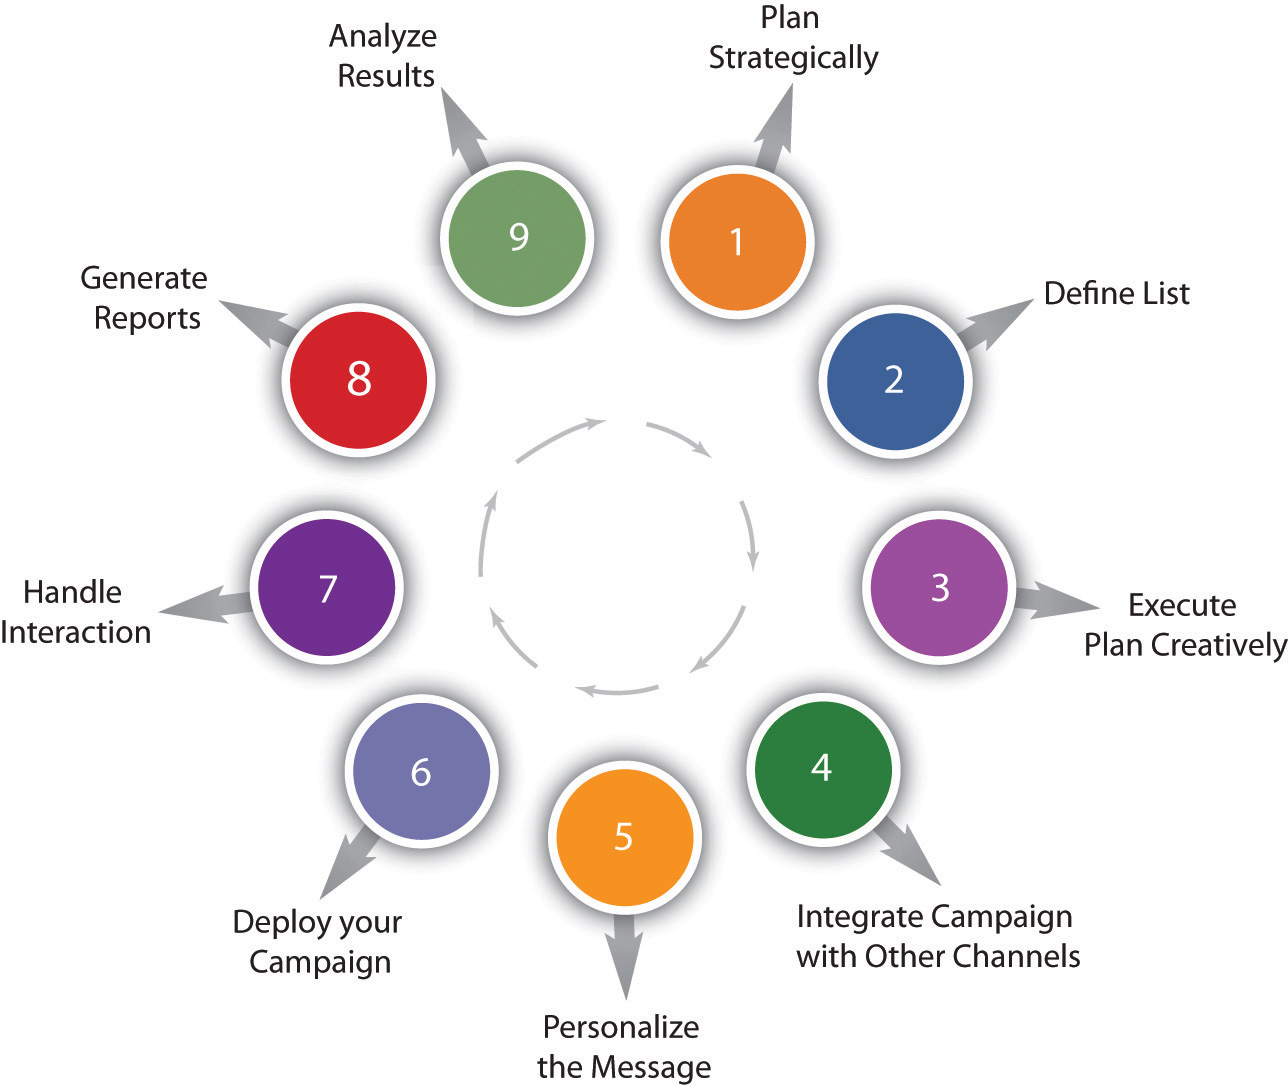 Plan
Strategically
1
Define List
2
Execute
Plan Creatively
3
Integrate Campaign
with Other Channels
4
Personalize
the Message
5
Deploy your
Campaign
6
Handle
Interaction
7
Generate
Reports
8
Analyze
Results
9